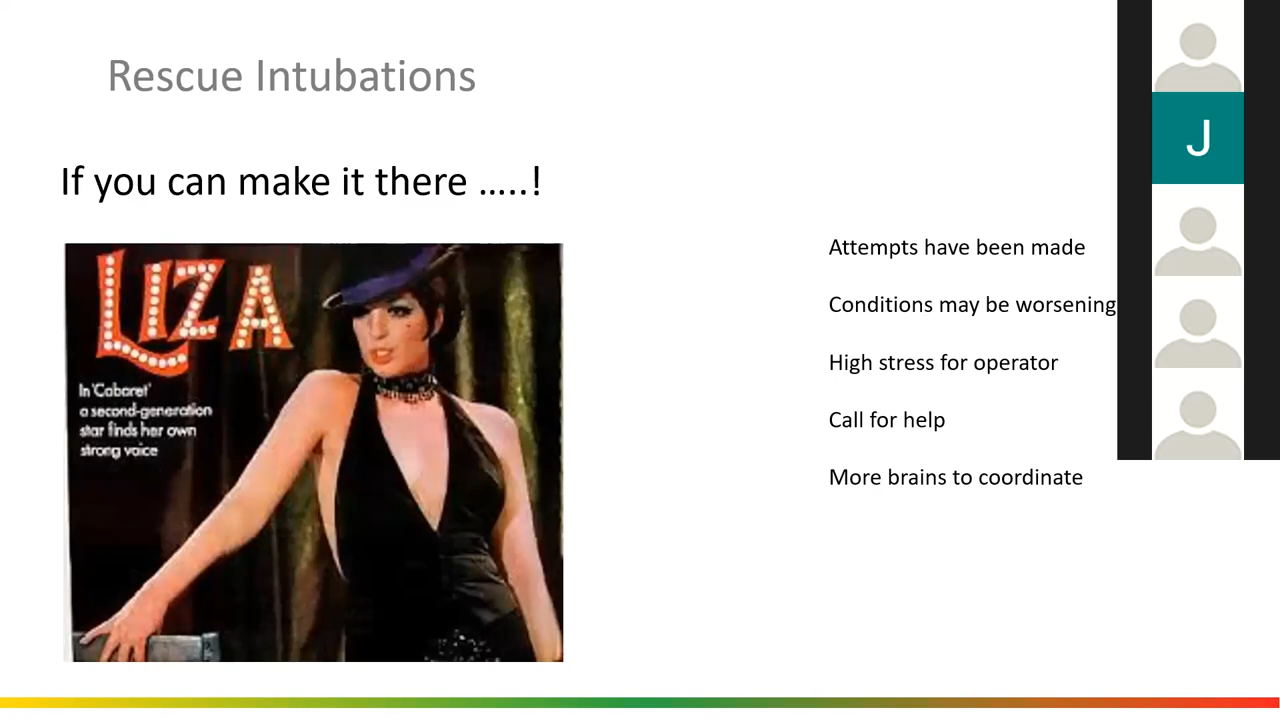 Rescue Intubations
If you can make it there …..!
LIZA
In 'Cabaret'
a second-generation
star finds her own
strong voice
Attempts have been made
Conditions may be worsening
High stress for operator
Call for help
More brains to coordinate
J